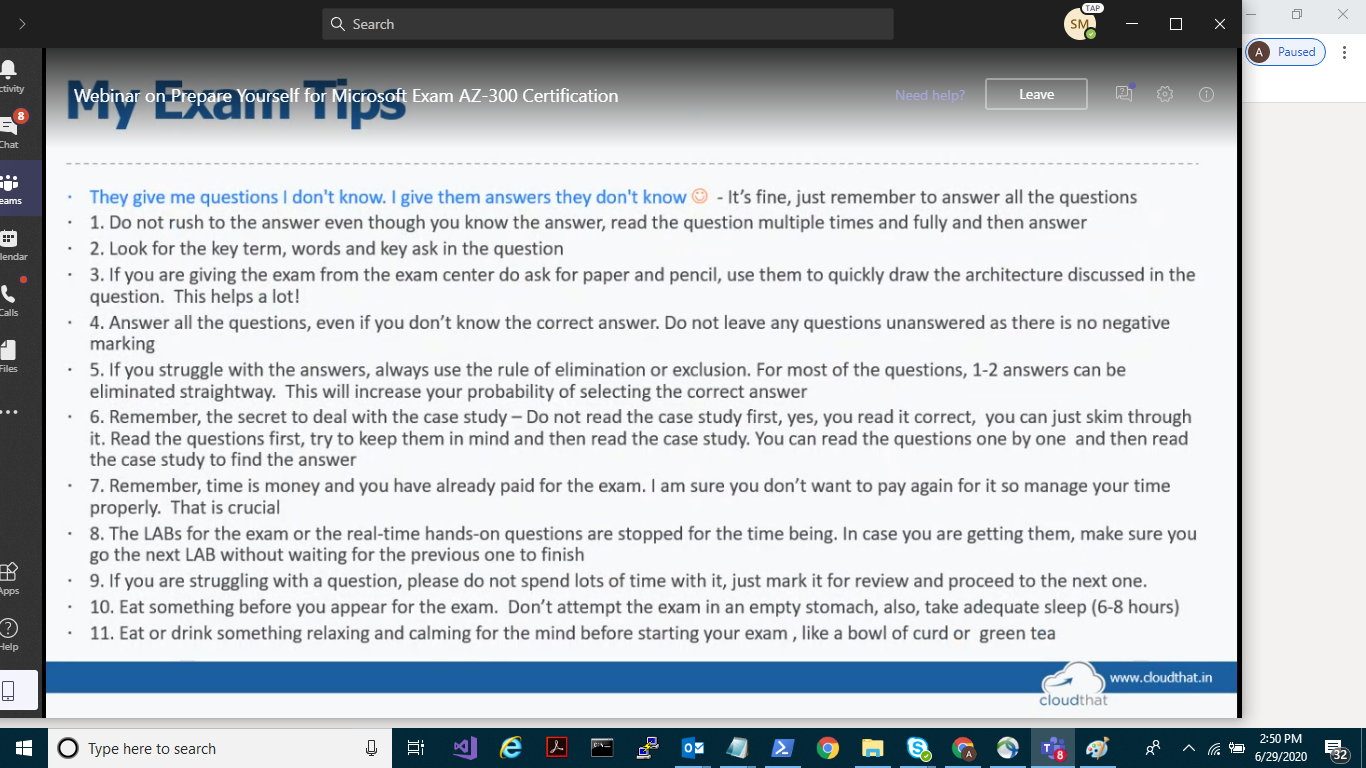 Search
SM
TAP
A
Paused
My Exam Tips
Webinar on Prepare Yourself for Microsoft Exam AZ-300 Certification
Need help?
Leave
ctivity
8
Chat
eams
lendar
Calls
Files
Apps
Help
· They give me questions I don't know. I give them answers they don't know ☺ - It's fine, just remember to answer all the questions
· 1. Do not rush to the answer even though you know the answer, read the question multiple times and fully and then answer
· 2. Look for the key term, words and key ask in the question
· 3. If you are giving the exam from the exam center do ask for paper and pencil, use them to quickly draw the architecture discussed in the
question. This helps a lot!
· 4. Answer all the questions, even if you don't know the correct answer. Do not leave any questions unanswered as there is no negative
marking
· 5. If you struggle with the answers, always use the rule of elimination or exclusion. For most of the questions, 1-2 answers can be
eliminated straightway. This will increase your probability of selecting the correct answer
· 6. Remember, the secret to deal with the case study – Do not read the case study first, yes, you read it correct, you can just skim through
it. Read the questions first, try to keep them in mind and then read the case study. You can read the questions one by one and then read
the case study to find the answer
· 7. Remember, time is money and you have already paid for the exam. I am sure you don't want to pay again for it so manage your time
properly. That is crucial
· 8. The LABs for the exam or the real-time hands-on questions are stopped for the time being. In case you are getting them, make sure you
go the next LAB without waiting for the previous one to finish
· 9. If you are struggling with a question, please do not spend lots of time with it, just mark it for review and proceed to the next one.
· 10. Eat something before you appear for the exam. Don't attempt the exam in an empty stomach, also, take adequate sleep (6-8 hours)
· 11. Eat or drink something relaxing and calming for the mind before starting your exam , like a bowl of curd or green tea
www.cloudthat.in
cloudthat
Type here to search
A
8
2:50 PM
6/29/2020
32